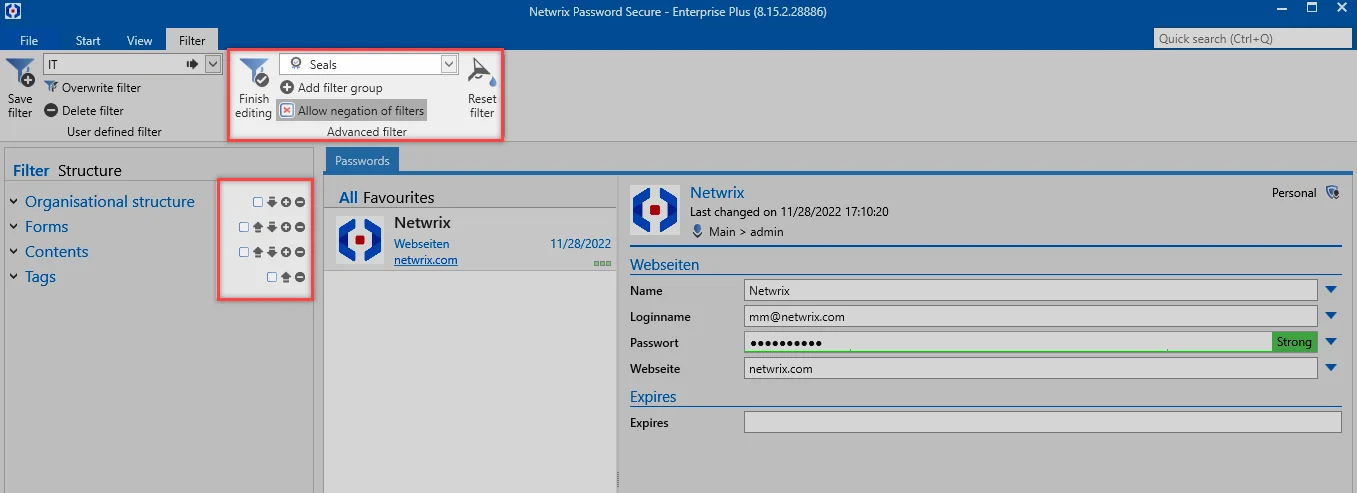 Netwrix Password Secure - Enterprise Plus (8.15.2.28886)
File Start View Filter
Quick search (Ctrl+Q)
IT
Overwrite filter
Delete filter
Save
filter
User defined filter
Finish
editing
Seals
Add filter group
Allow negation of filters
Reset
filter
Advanced filter
Filter Structure
Organisational structure
Forms
Contents
Tags
Passwords
All Favourites
Netwrix
Webseiten 11/28/2022
netwrix.com
Netwrix
Last changed on 11/28/2022 17:10:20
Main > admin
Personal
Webseiten
Name Netwrix
Loginname mm@netwrix.com
Passwort ●●●●●●●●●● Strong
Webseite netwrix.com
Expires
Expires